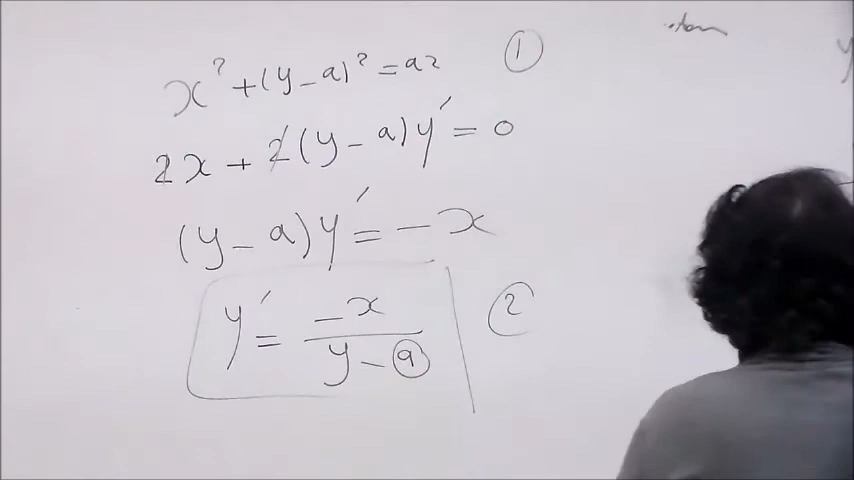 x² + (y - a)² = a2 ①
2x + 2(y - a)y' = 0
(y - a)y' = -x
y' = -x / (y - a) ②